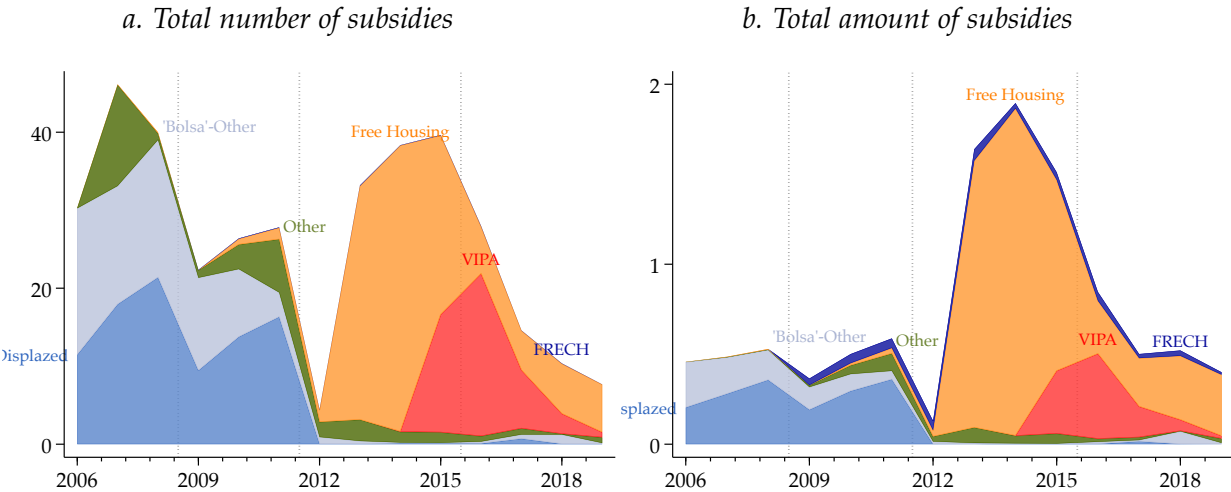 a. Total number of subsidies
b. Total amount of subsidies
40
20
0
2006
2009
2012
2015
2018
'Bolsa'-Other
Free Housing
Other
VIPA
FRECH
Displazed
2
1
0
2006
2009
2012
2015
2018
Free Housing
'Bolsa'-Other
Other
VIPA
FRECH
splazed